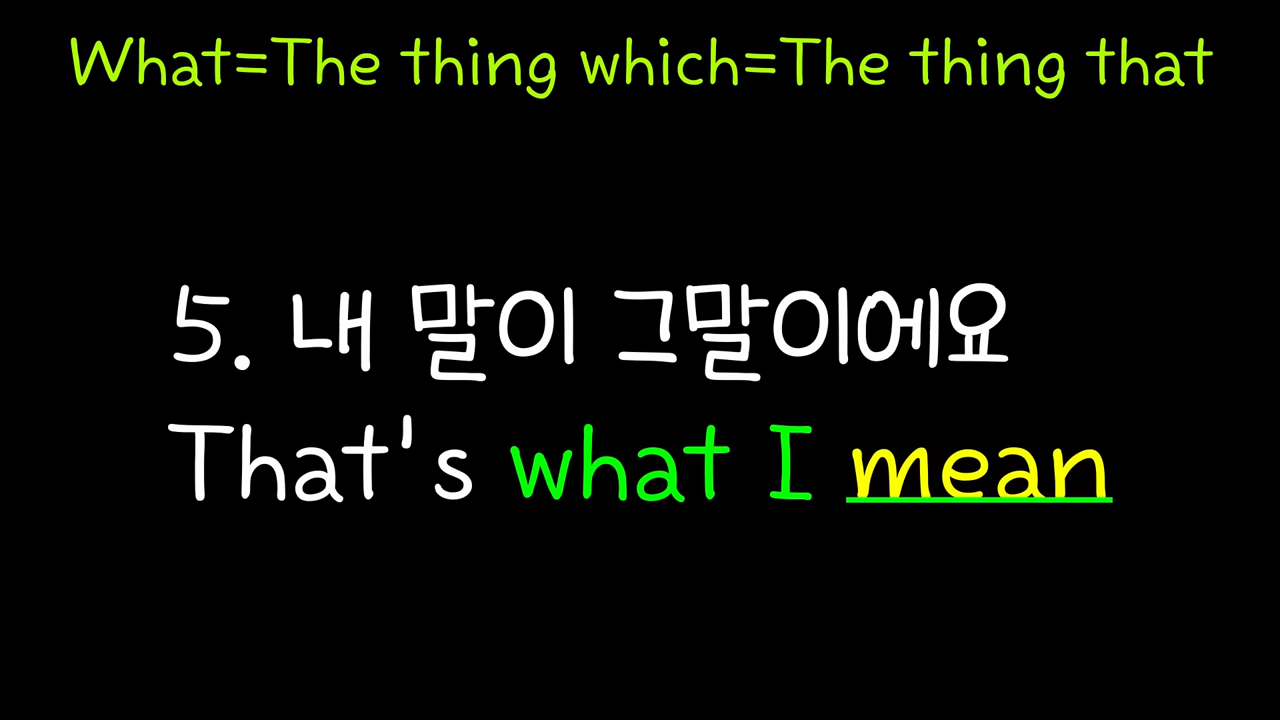 What=The thing which=The thing that
5. 내 말이 그말이에요
That's what I mean